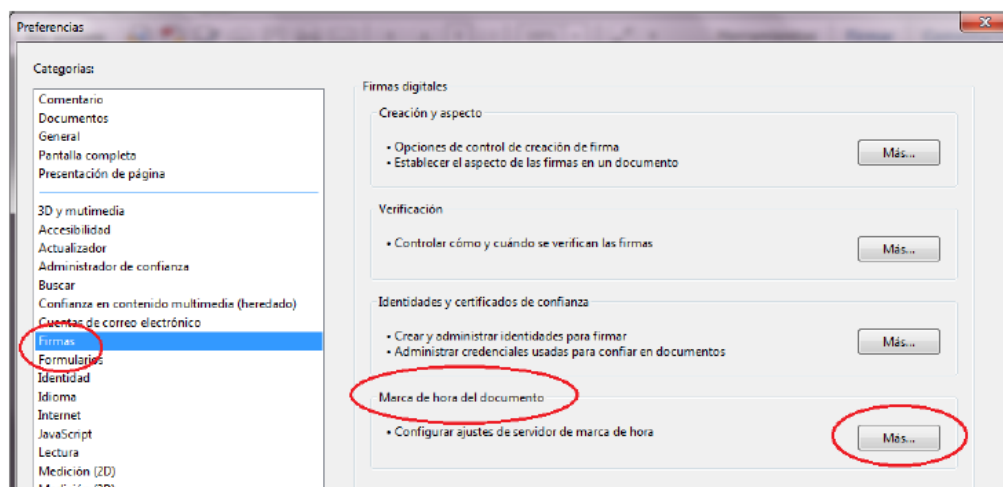 Preferencias
Categorías:
Comentario
Documentos
General
Pantalla completa
Presentación de página
3D y mutimedia
Accesibilidad
Actualizador
Administrador de confianza
Buscar
Confianza en contenido multimedia (heredado)
Cuentas de correo electrónico
Firmas
Formularios
Identidad
Idioma
Internet
JavaScript
Lectura
Medición (2D)
Firmas digitales
Creación y aspecto
• Opciones de control de creación de firma
• Establecer el aspecto de las firmas en un documento
Más...
Verificación
• Controlar cómo y cuándo se verifican las firmas
Más...
Identidades y certificados de confianza
• Crear y administrar identidades para firmar
• Administrar credenciales usadas para confiar en documentos
Más...
Marca de hora del documento
• Configurar ajustes de servidor de marca de hora
Más...